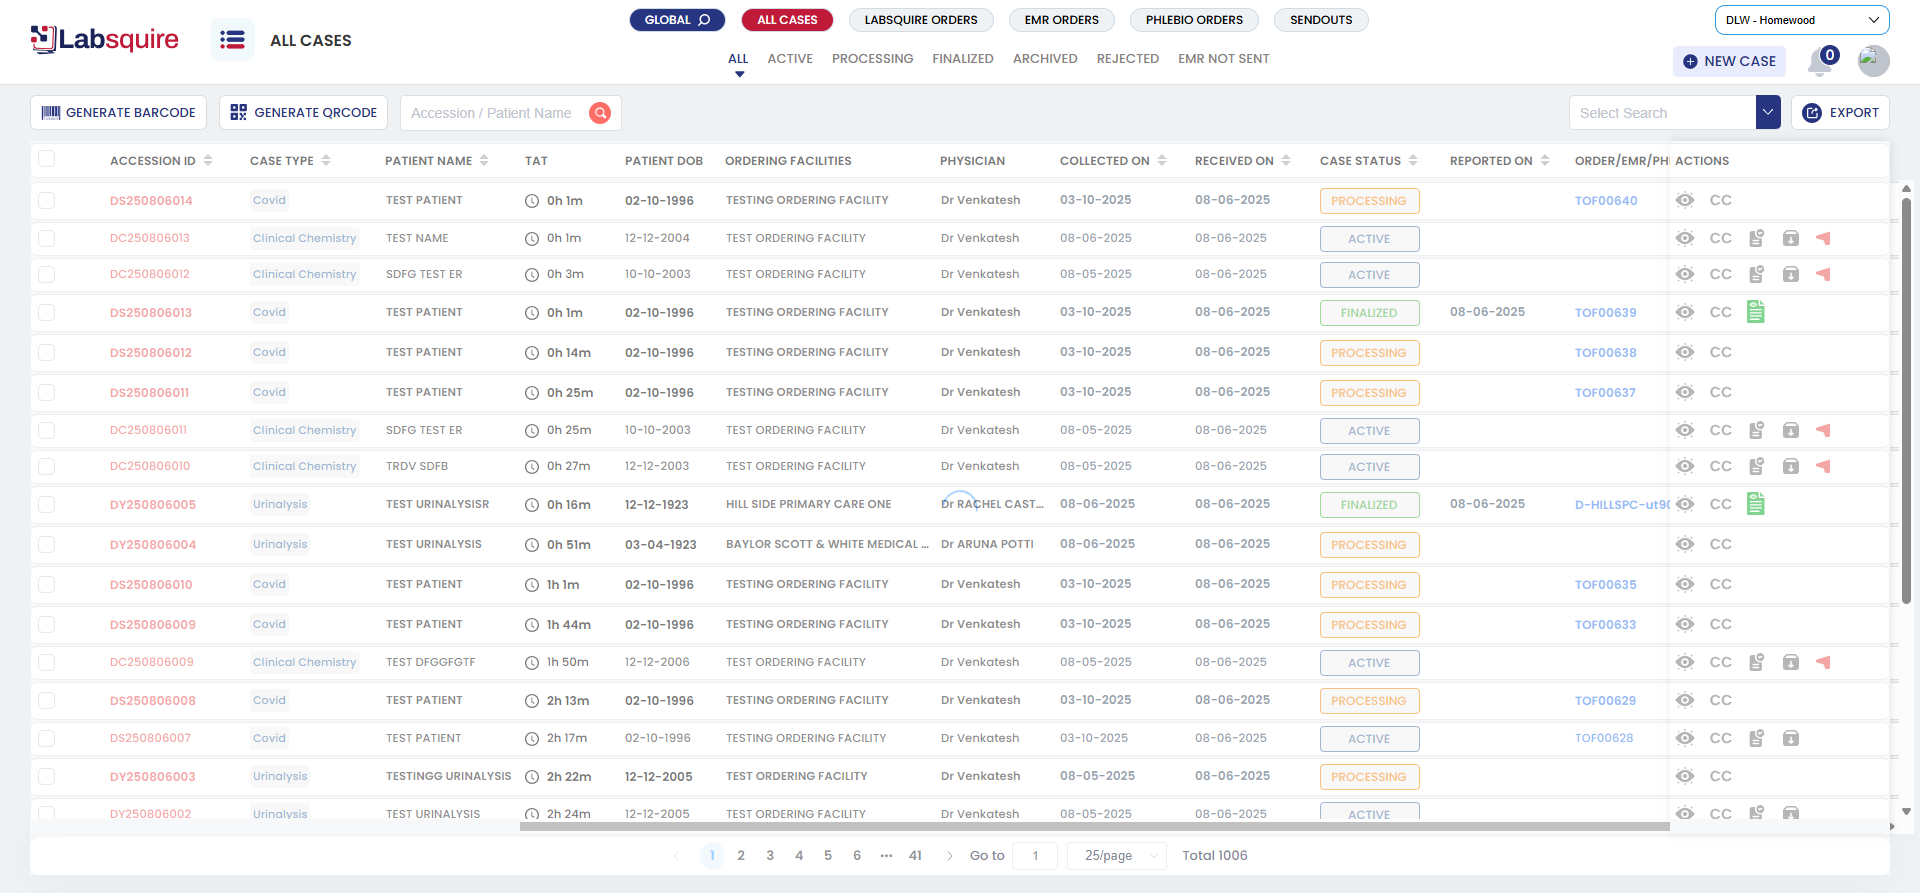 Labsquire
ALL CASES
GLOBAL
ALL CASES
LABSQUIRE ORDERS
EMR ORDERS
PHLEBIO ORDERS
SENDOUTS
DLW - Homewood
ALL
ACTIVE
PROCESSING
FINALIZED
ARCHIVED
REJECTED
EMR NOT SENT
NEW CASE
0
GENERATE BARCODE
GENERATE QRCODE
Accession / Patient Name
Select Search
EXPORT
ACCESSION ID CASE TYPE PATIENT NAME TAT PATIENT DOB ORDERING FACILITIES PHYSICIAN COLLECTED ON RECEIVED ON CASE STATUS REPORTED ON ORDER/EMR/PH ACTIONS
DS250806014 Covid TEST PATIENT 0h 1m 02-10-1996 TESTING ORDERING FACILITY Dr Venkatesh 03-10-2025 08-06-2025 PROCESSING TOF00640 CC
DC250806013 Clinical Chemistry TEST NAME 0h 1m 12-12-2004 TEST ORDERING FACILITY Dr Venkatesh 08-06-2025 08-06-2025 ACTIVE CC
DC250806012 Clinical Chemistry SDFG TEST ER 0h 3m 10-10-2003 TEST ORDERING FACILITY Dr Venkatesh 08-05-2025 08-06-2025 ACTIVE CC
DS250806013 Covid TEST PATIENT 0h 1m 02-10-1996 TESTING ORDERING FACILITY Dr Venkatesh 03-10-2025 08-06-2025 FINALIZED 08-06-2025 TOF00639 CC
DS250806012 Covid TEST PATIENT 0h 14m 02-10-1996 TESTING ORDERING FACILITY Dr Venkatesh 03-10-2025 08-06-2025 PROCESSING TOF00638 CC
DS250806011 Covid TEST PATIENT 0h 25m 02-10-1996 TESTING ORDERING FACILITY Dr Venkatesh 03-10-2025 08-06-2025 PROCESSING TOF00637 CC
DC250806011 Clinical Chemistry SDFG TEST ER 0h 25m 10-10-2003 TEST ORDERING FACILITY Dr Venkatesh 08-05-2025 08-06-2025 ACTIVE CC
DC250806010 Clinical Chemistry TRDV SDFB 0h 27m 12-12-2003 TEST ORDERING FACILITY Dr Venkatesh 08-05-2025 08-06-2025 ACTIVE CC
DY250806005 Urinalysis TEST URINALYSISR 0h 16m 12-12-1923 HILL SIDE PRIMARY CARE ONE Dr RACHEL CAST... 08-06-2025 08-06-2025 FINALIZED 08-06-2025 D-HILLSPC-ut90 CC
DY250806004 Urinalysis TEST URINALYSIS 0h 51m 03-04-1923 BAYLOR SCOTT & WHITE MEDICAL ... Dr ARUNA POTTI 08-06-2025 08-06-2025 PROCESSING CC
DS250806010 Covid TEST PATIENT 1h 1m 02-10-1996 TESTING ORDERING FACILITY Dr Venkatesh 03-10-2025 08-06-2025 PROCESSING TOF00635 CC
DS250806009 Covid TEST PATIENT 1h 44m 02-10-1996 TESTING ORDERING FACILITY Dr Venkatesh 03-10-2025 08-06-2025 PROCESSING TOF00633 CC
DC250806009 Clinical Chemistry TEST DFGGFGTF 1h 50m 12-12-2006 TEST ORDERING FACILITY Dr Venkatesh 08-05-2025 08-06-2025 ACTIVE CC
DS250806008 Covid TEST PATIENT 2h 13m 02-10-1996 TESTING ORDERING FACILITY Dr Venkatesh 03-10-2025 08-06-2025 PROCESSING TOF00629 CC
DS250806007 Covid TEST PATIENT 2h 17m 02-10-1996 TESTING ORDERING FACILITY Dr Venkatesh 03-10-2025 08-06-2025 ACTIVE TOF00628 CC
DY250806003 Urinalysis TESTINGG URINALYSIS 2h 22m 12-12-2005 TEST ORDERING FACILITY Dr Venkatesh 08-05-2025 08-06-2025 PROCESSING CC
DY250806002 Urinalysis TEST URINALYSIS 2h 24m 12-12-2005 TEST ORDERING FACILITY Dr Venkatesh 08-05-2025 08-06-2025 ACTIVE CC
1 2 3 4 5 6 ••• 41 Go to 1 25/page Total 1006